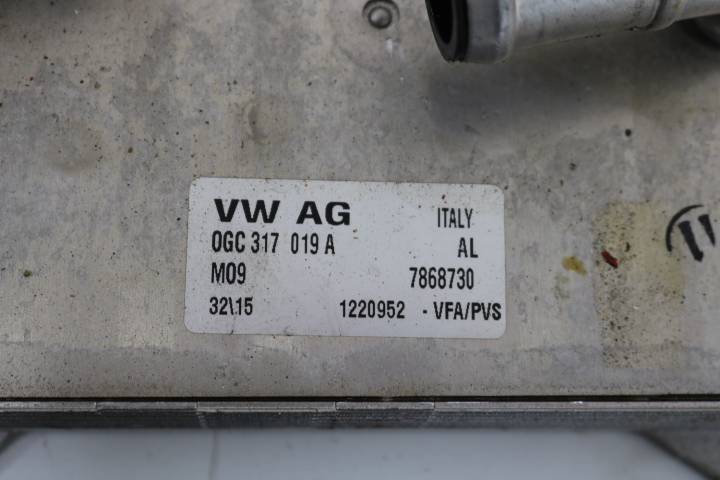 VW AG ITALY
0GC 317 019 A AL
M09 7868730
32\15 1220952 - VFA/PVS